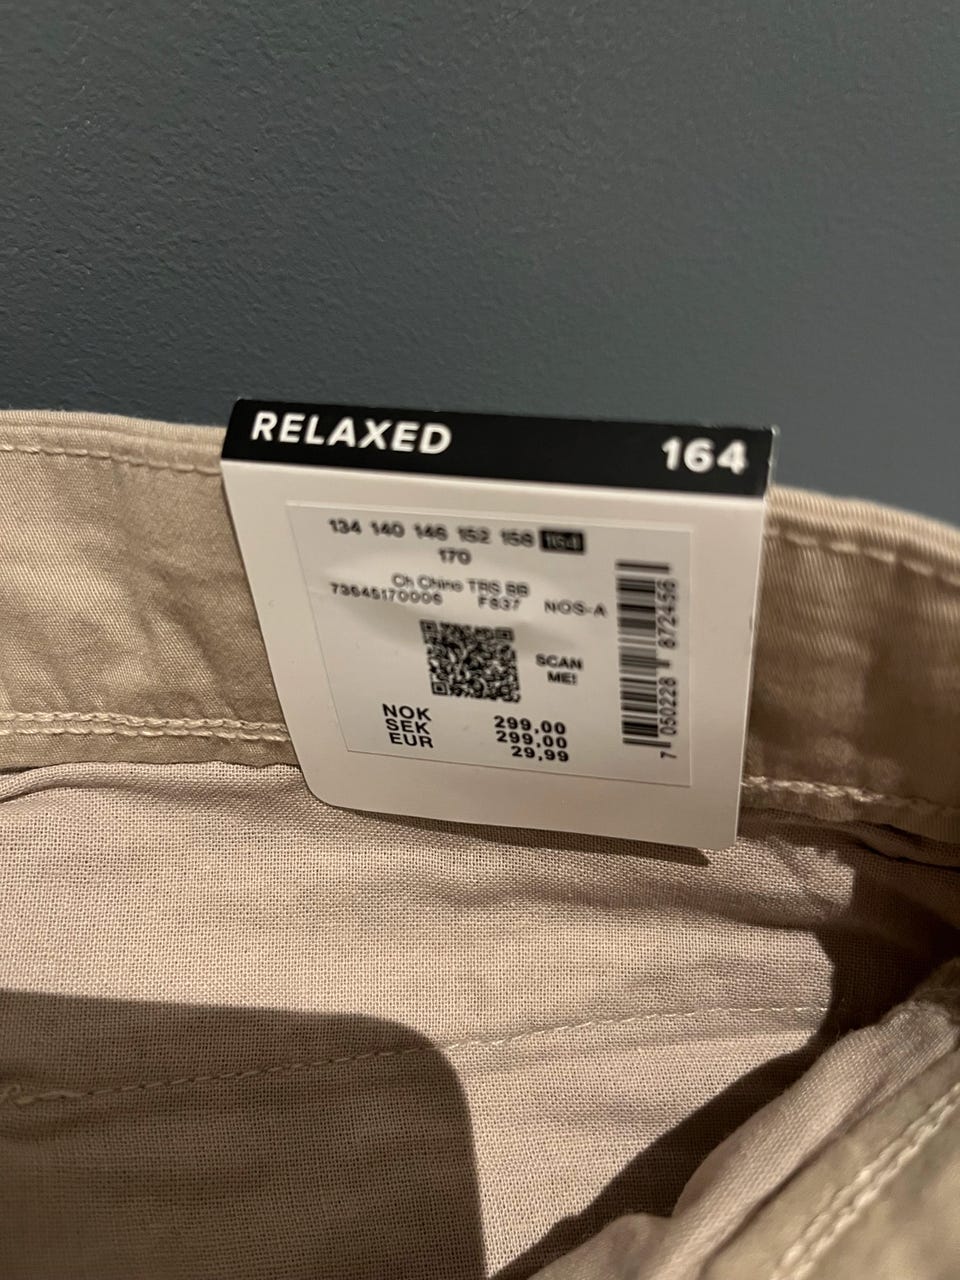 RELAXED 164
134 140 146 152 158 164
170
Ch Chino TRS BB
73645170006 F837 NOS-A
SCAN
ME!
NOK 299,00
SEK 299,00
EUR 29,99
7 050228 872456